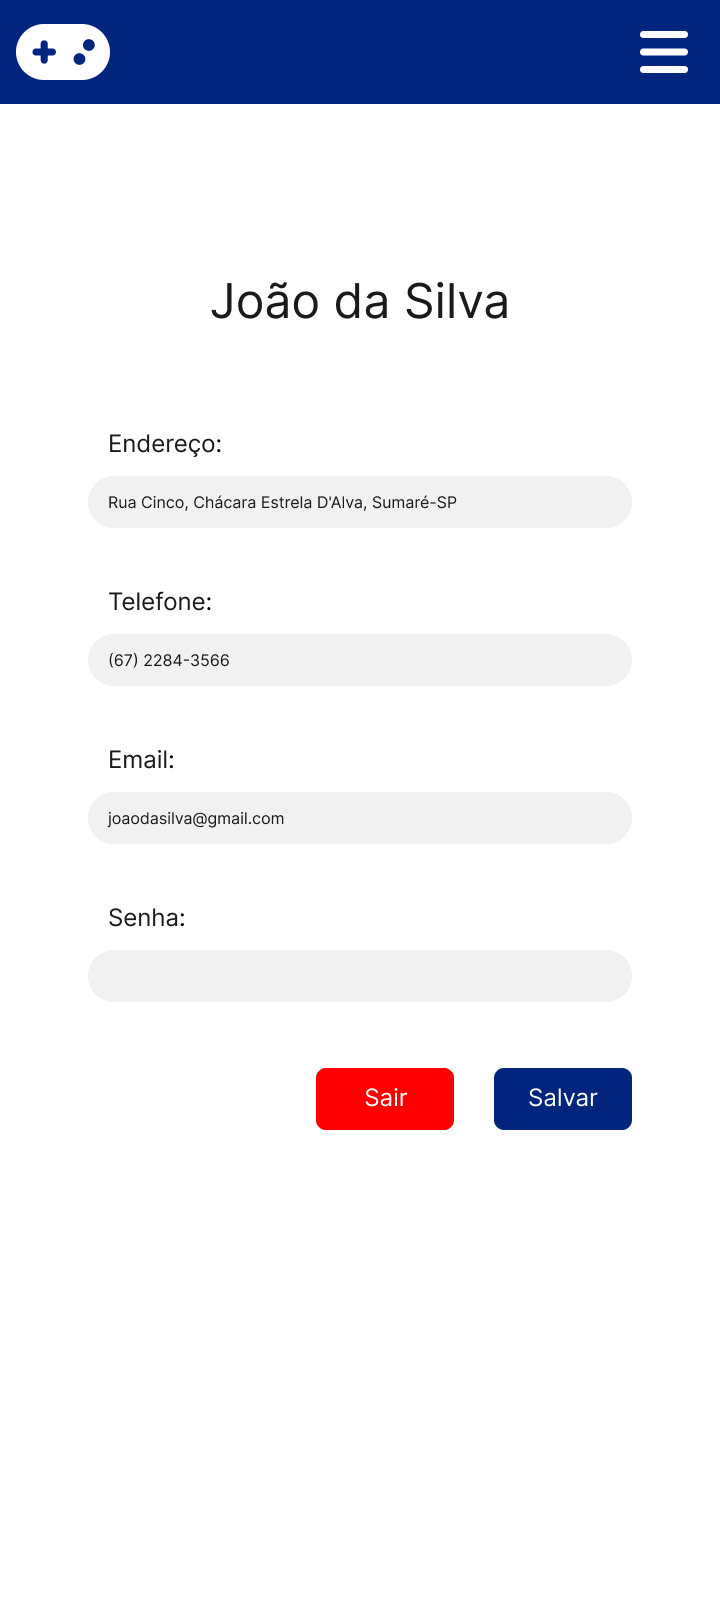 João da Silva
Endereço:
Rua Cinco, Chácara Estrela D'Alva, Sumaré-SP
Telefone:
(67) 2284-3566
Email:
joaodasilva@gmail.com
Senha:
Sair
Salvar